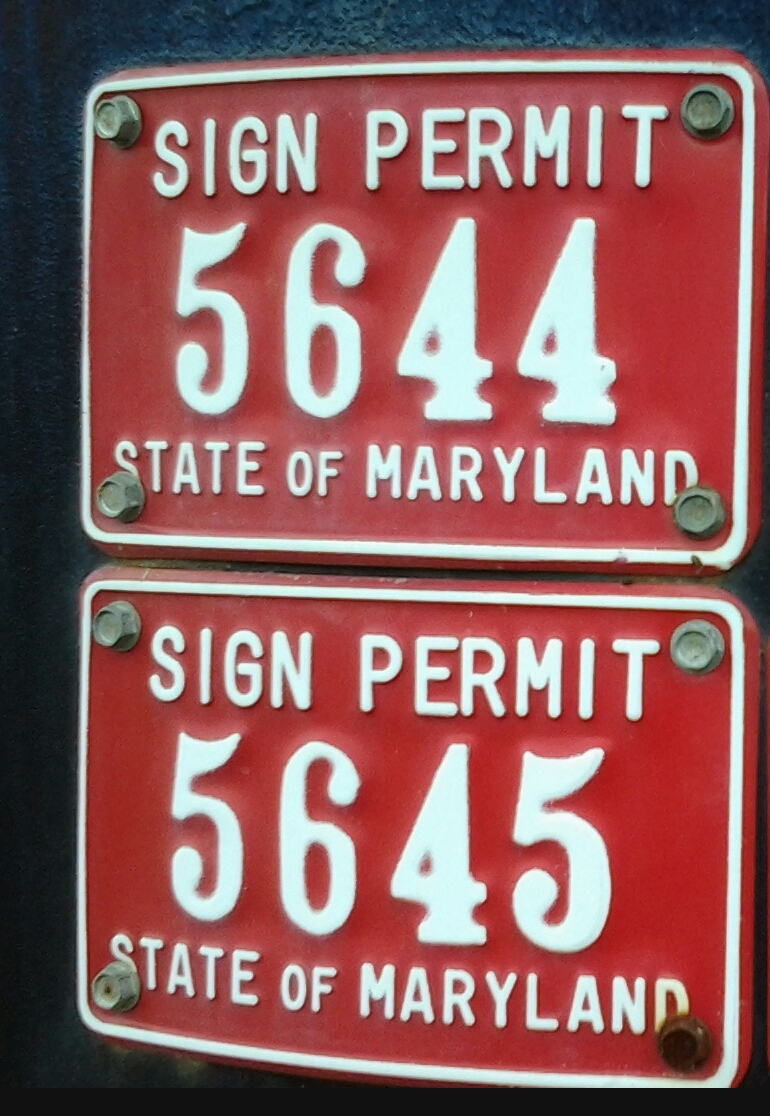 SIGN PERMIT
5644
STATE OF MARYLAND
SIGN PERMIT
5645
STATE OF MARYLAND